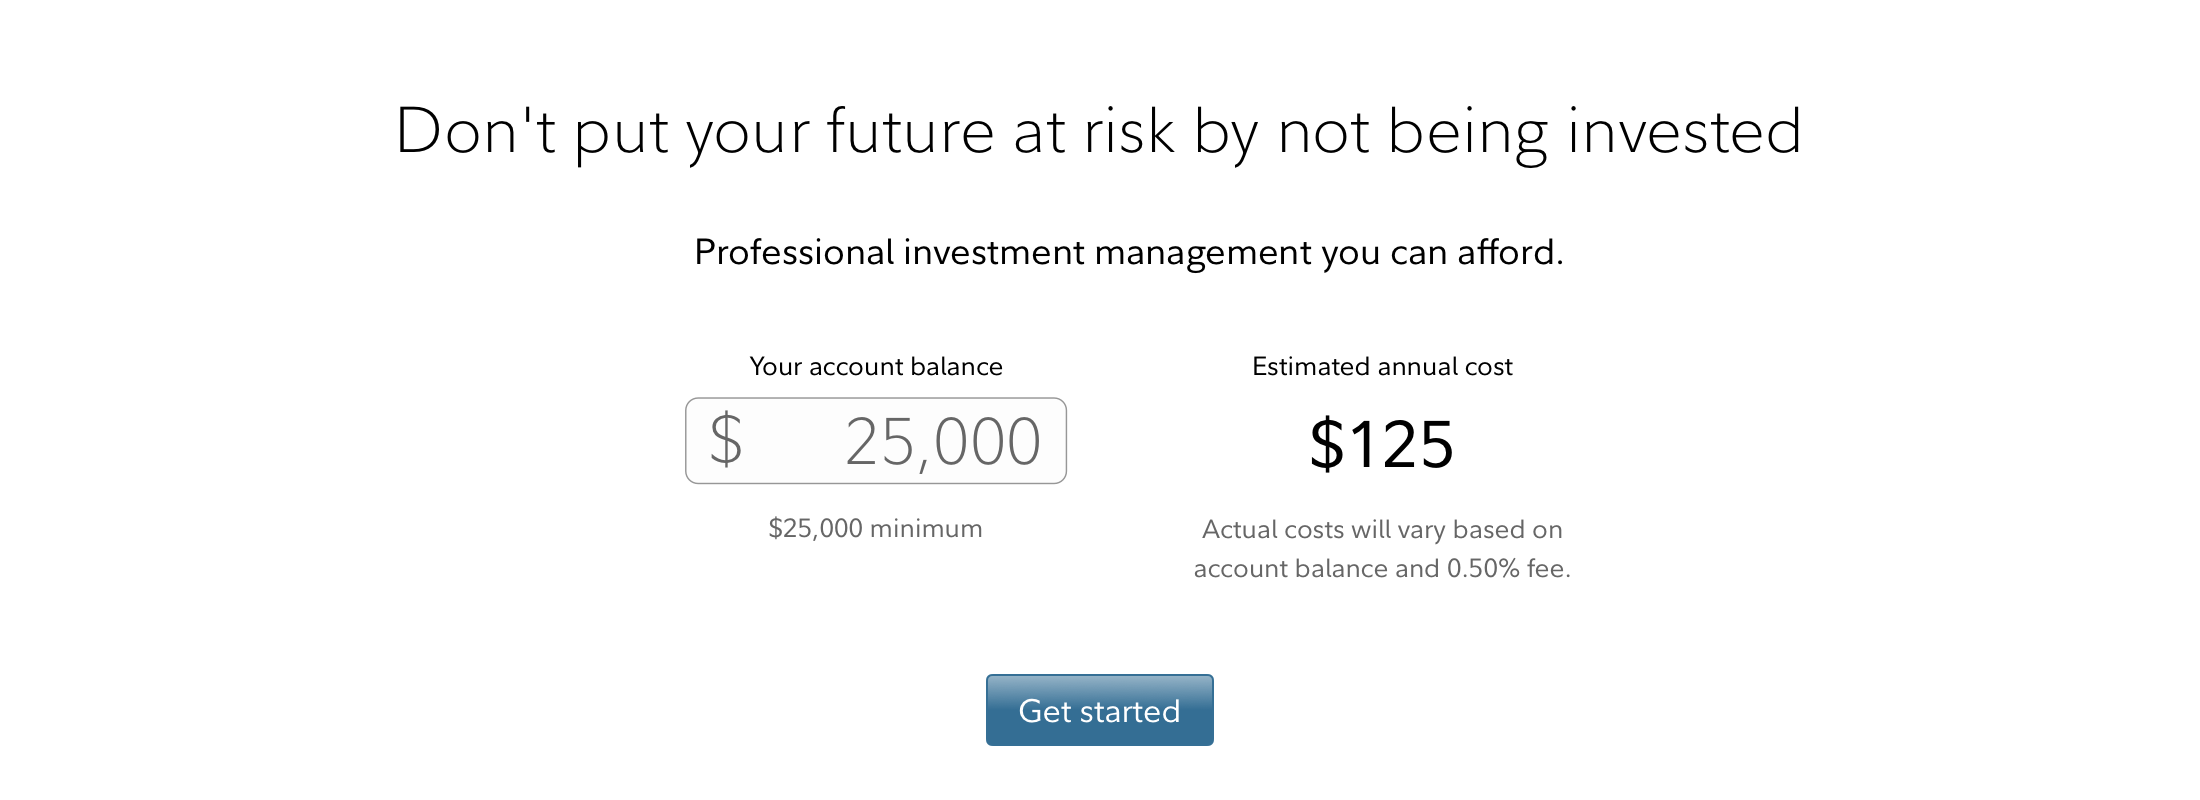 Don't put your future at risk by not being invested
Professional investment management you can afford.
Your account balance
$ 25,000
$25,000 minimum
Estimated annual cost
$125
Actual costs will vary based on
account balance and 0.50% fee.
Get started